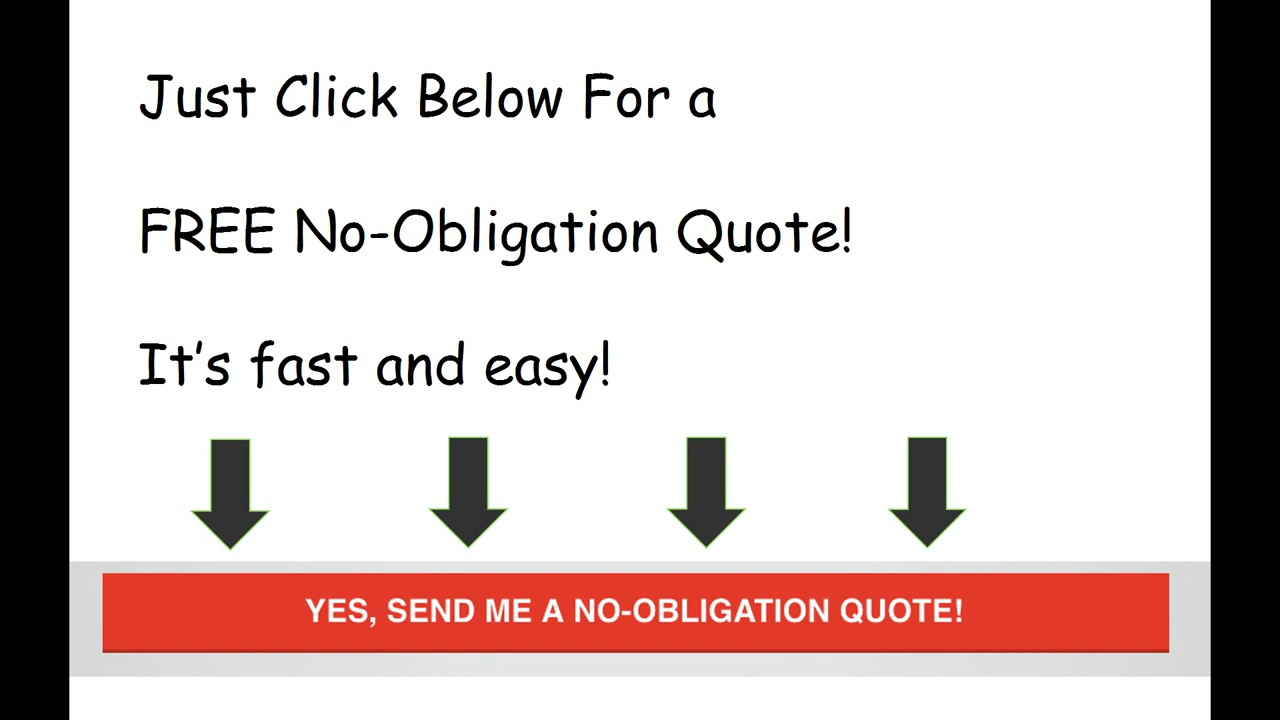 Just Click Below For a
FREE No-Obligation Quote!
It’s fast and easy!
YES, SEND ME A NO-OBLIGATION QUOTE!